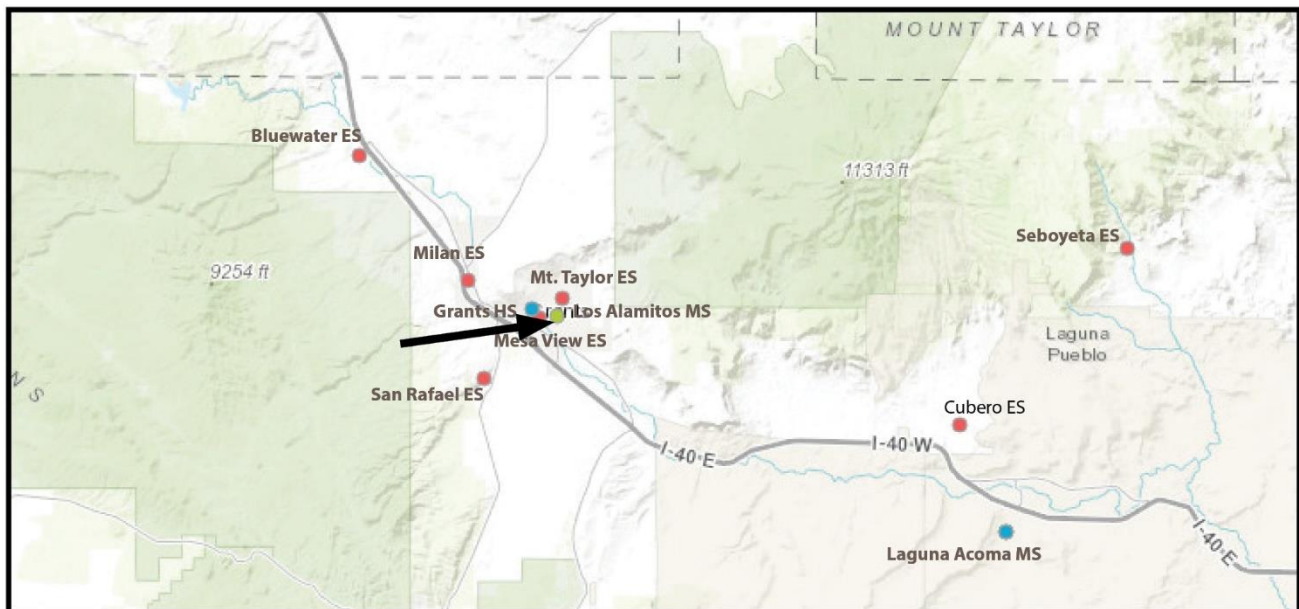 MOUNT TAYLOR
Bluewater ES
11313 ft
Seboyeta ES
Milan ES
9254 ft
Mt. Taylor ES
Grants HS
Los Alamitos MS
Mesa View ES
Laguna
Pueblo
San Rafael ES
N S
Cubero ES
I-40 E
I-40 W
Laguna Acoma MS
I-40 E